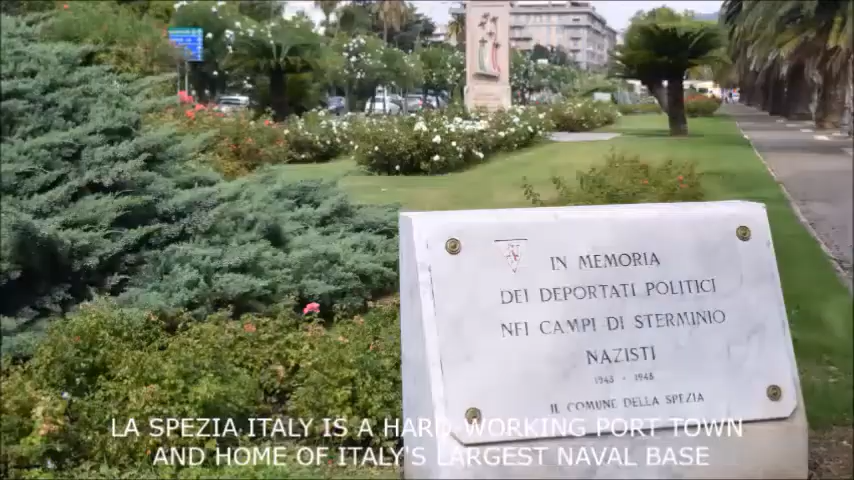 IN MEMORIA
DEI DEPORTATI POLITICI
NEI CAMPI DI STERMINIO
NAZISTI
1943 - 1945
IL COMUNE DELLA SPEZIA
LA SPEZIA ITALY IS A HARD WORKING PORT TOWN
AND HOME OF ITALY'S LARGEST NAVAL BASE